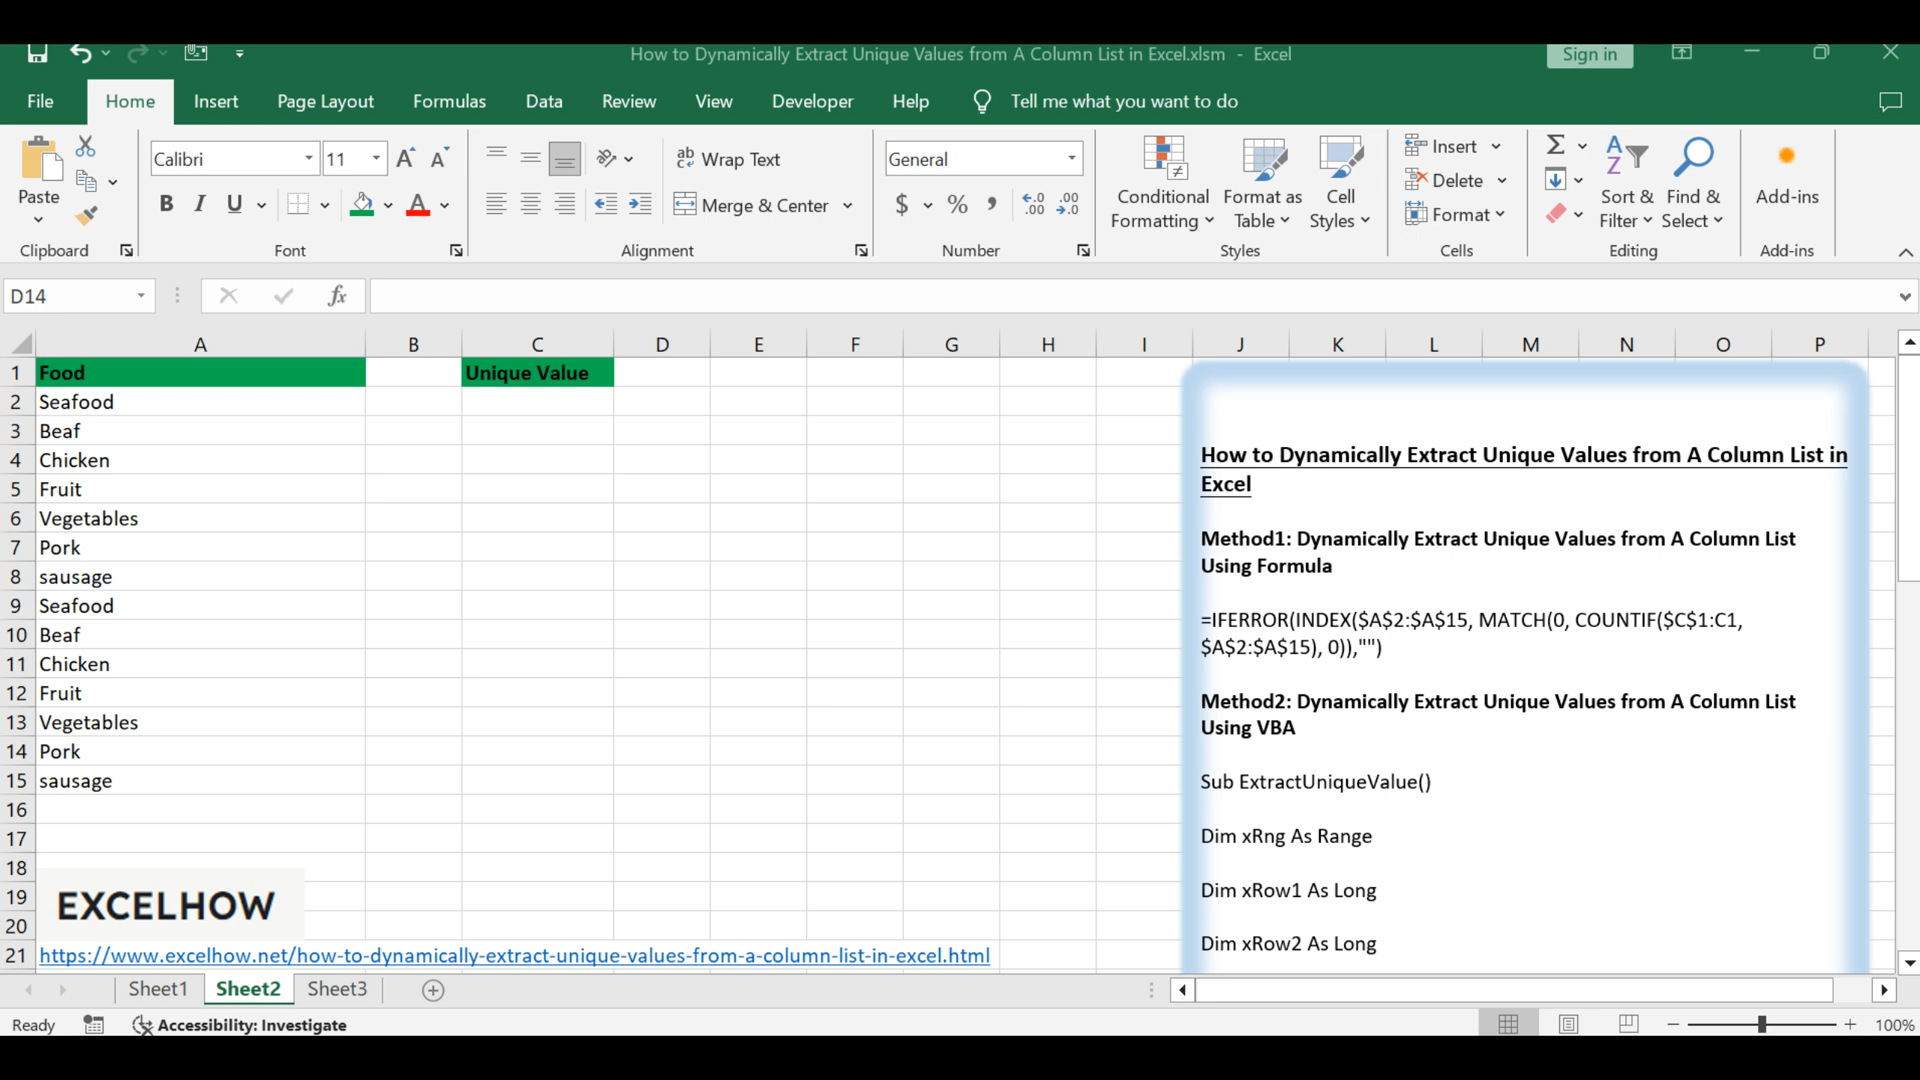 How to Dynamically Extract Unique Values from A Column List in Excel.xlsm - Excel
Sign in
File Home Insert Page Layout Formulas Data Review View Developer Help Tell me what you want to do
Paste
Clipboard
Calibri 11
B I U A
Font
ab Wrap Text
Merge & Center
Alignment
General
$ % , .0 .00 .00 .0
Number
Conditional Formatting
Format as Table
Cell Styles
Styles
Insert
Delete
Format
Cells
Sort & Filter
Find & Select
Editing
Add-ins
Add-ins
D14 fx
A B C D E F G H I J K L M N O P
1 Food Unique Value
2 Seafood
3 Beaf
4 Chicken
5 Fruit
6 Vegetables
7 Pork
8 sausage
9 Seafood
10 Beaf
11 Chicken
12 Fruit
13 Vegetables
14 Pork
15 sausage
16
17
18
19
20
EXCELHOW
21 https://www.excelhow.net/how-to-dynamically-extract-unique-values-from-a-column-list-in-excel.html
How to Dynamically Extract Unique Values from A Column List in
Excel
Method1: Dynamically Extract Unique Values from A Column List
Using Formula
=IFERROR(INDEX($A$2:$A$15, MATCH(0, COUNTIF($C$1:C1,
$A$2:$A$15), 0)),"")
Method2: Dynamically Extract Unique Values from A Column List
Using VBA
Sub ExtractUniqueValue()
Dim xRng As Range
Dim xRow1 As Long
Dim xRow2 As Long
Sheet1 Sheet2 Sheet3
Ready Accessibility: Investigate 100%